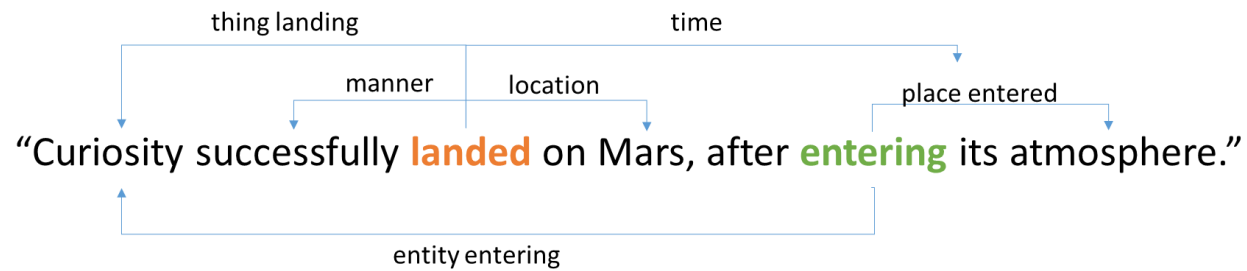 thing landing time
manner location
place entered
“Curiosity successfully landed on Mars, after entering its atmosphere.”
entity entering